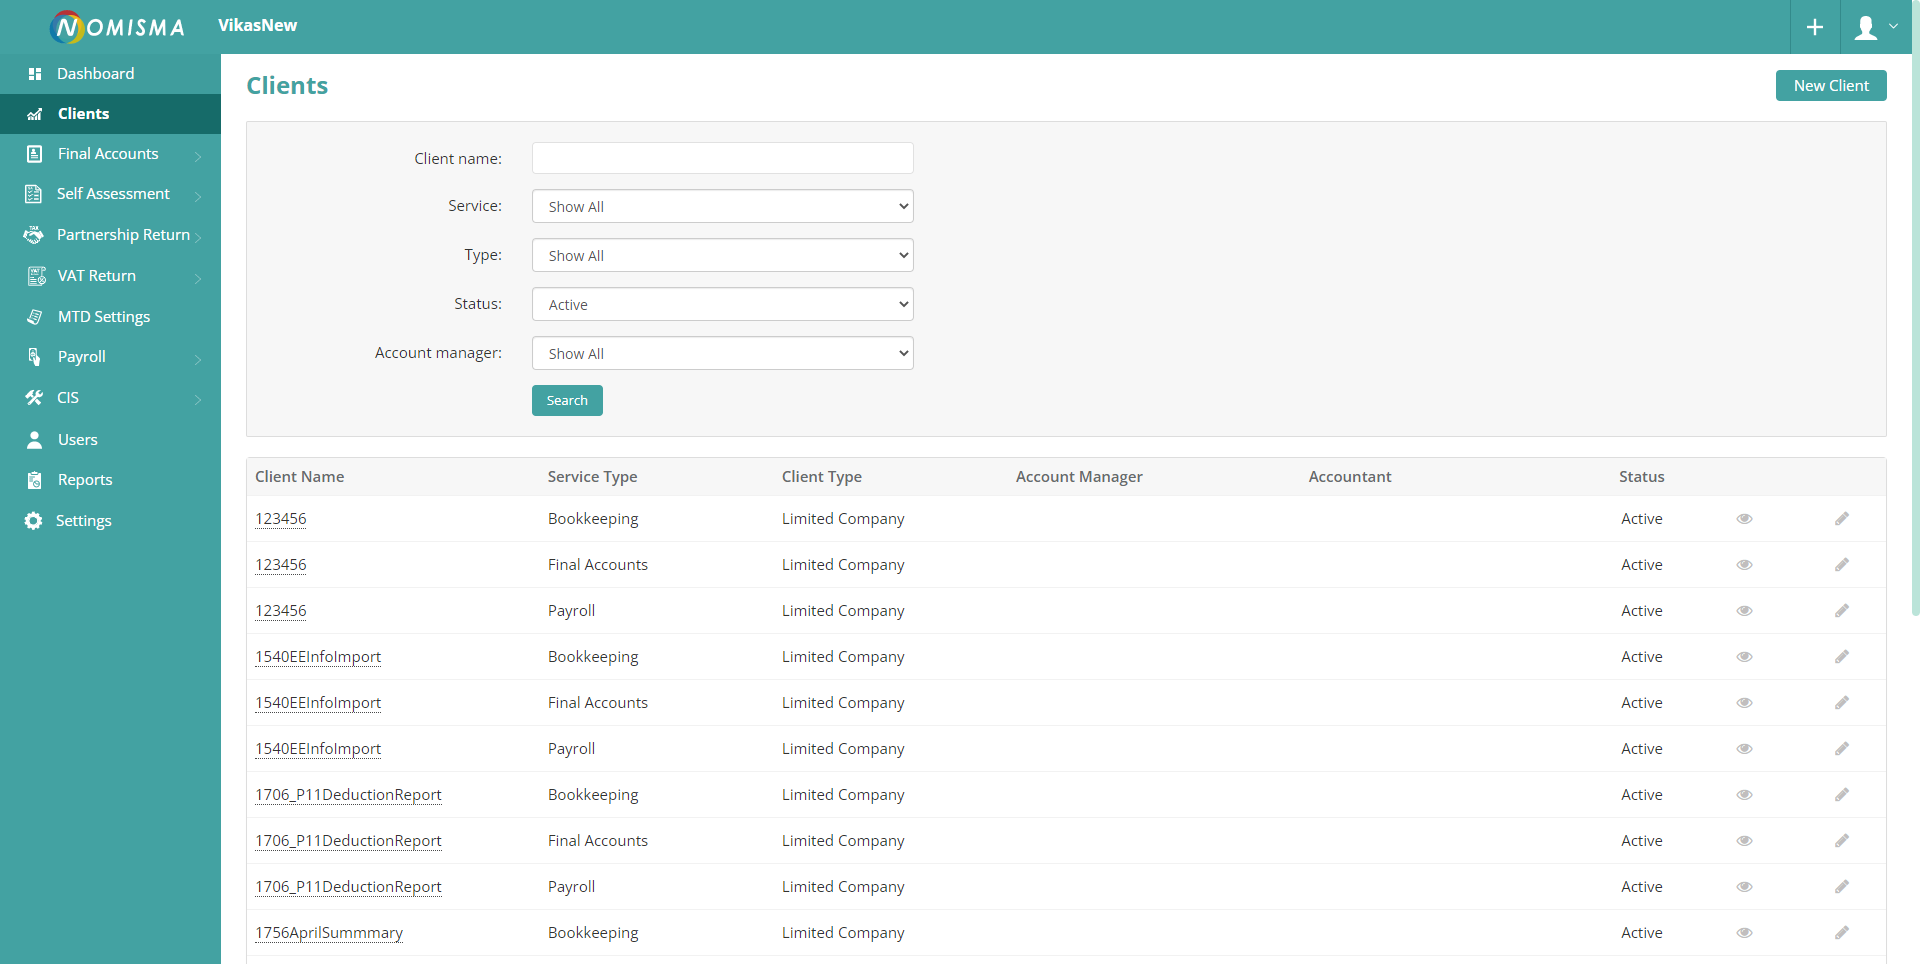 NOMISMA VikasNew
Dashboard
Clients
Final Accounts
Self Assessment
TAX
Partnership Return
VAT
VAT Return
MTD Settings
Payroll
CIS
Users
Reports
Settings
Clients
New Client
Client name:
Service: Show All
Type: Show All
Status: Active
Account manager: Show All
Search
Client Name Service Type Client Type Account Manager Accountant Status
123456 Bookkeeping Limited Company Active
123456 Final Accounts Limited Company Active
123456 Payroll Limited Company Active
1540EEInfoImport Bookkeeping Limited Company Active
1540EEInfoImport Final Accounts Limited Company Active
1540EEInfoImport Payroll Limited Company Active
1706_P11DeductionReport Bookkeeping Limited Company Active
1706_P11DeductionReport Final Accounts Limited Company Active
1706_P11DeductionReport Payroll Limited Company Active
1756AprilSummmary Bookkeeping Limited Company Active